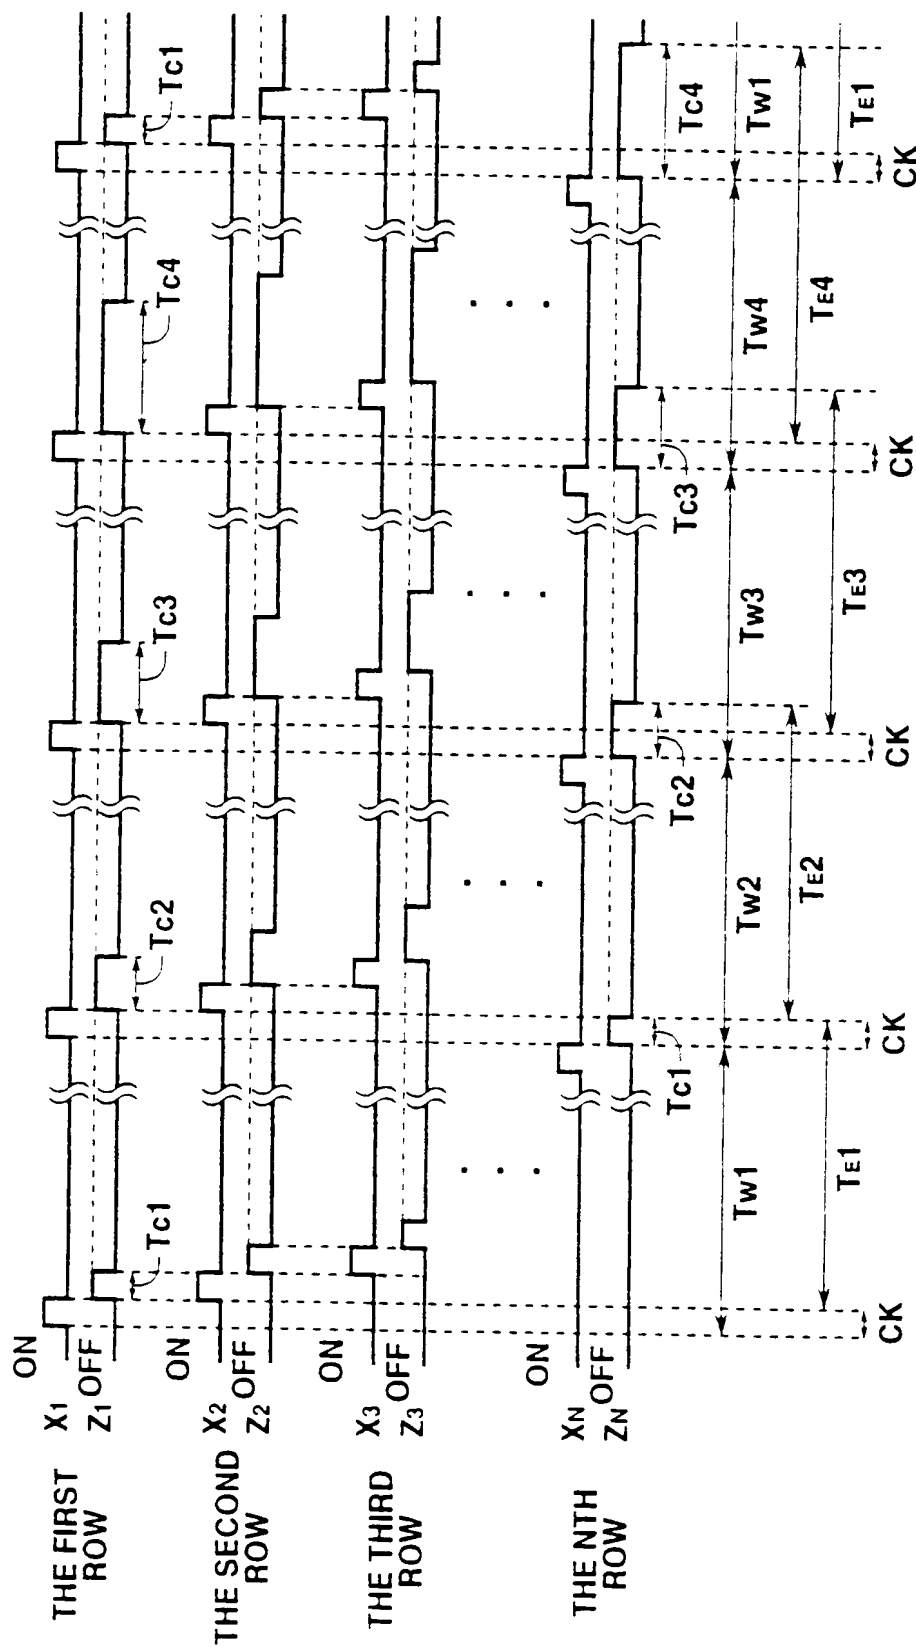 THE FIRST
ROW
X1
Z1
ON
OFF
Tc1
Tc2
Tc3
Tc4
Tc1
THE SECOND
ROW
X2
Z2
ON
OFF
THE THIRD
ROW
X3
Z3
ON
OFF
THE NTH
ROW
XN
ZN
ON
OFF
Tc1
Tc2
Tc3
Tc4
Tw1
Tw2
Tw3
Tw4
Tw1
TE1
TE2
TE3
TE4
TE1
CK
CK
CK
CK
CK